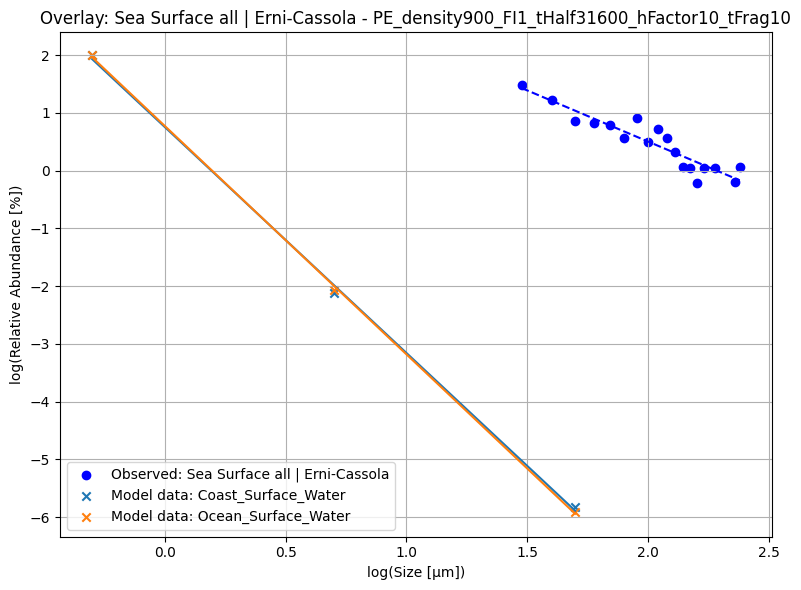 Overlay: Sea Surface all | Erni-Cassola - PE_density900_FI1_tHalf31600_hFactor10_tFrag10
log(Relative Abundance [%])
2
1
0
−1
−2
−3
−4
−5
−6
Observed: Sea Surface all | Erni-Cassola
Model data: Coast_Surface_Water
Model data: Ocean_Surface_Water
0.0 0.5 1.0 1.5 2.0 2.5
log(Size [µm])